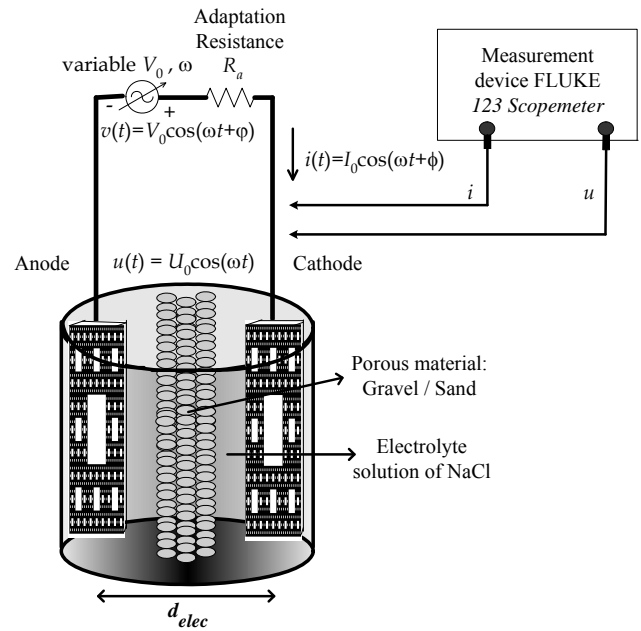 Adaptation
Resistance
Rₐ
variable V₀ , ω
- +
v(t)=V₀cos(ωt+φ)
i(t)=I₀cos(ωt+ϕ)
Measurement
device FLUKE
123 Scopemeter
i
u
Anode
u(t) = U₀cos(ωt)
Cathode
Porous material:
Gravel / Sand
Electrolyte
solution of NaCl
d_elec